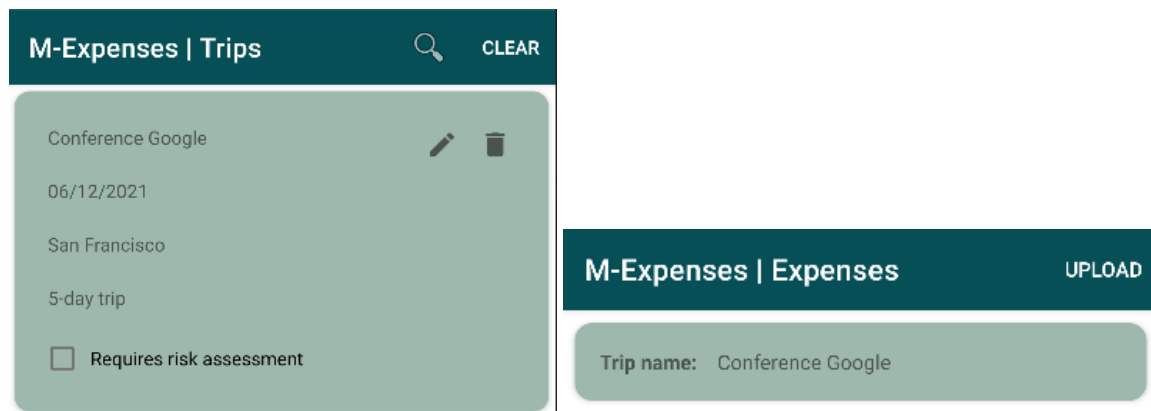 M-Expenses | Trips
CLEAR
Conference Google
06/12/2021
San Francisco
5-day trip
Requires risk assessment
M-Expenses | Expenses
UPLOAD
Trip name: Conference Google